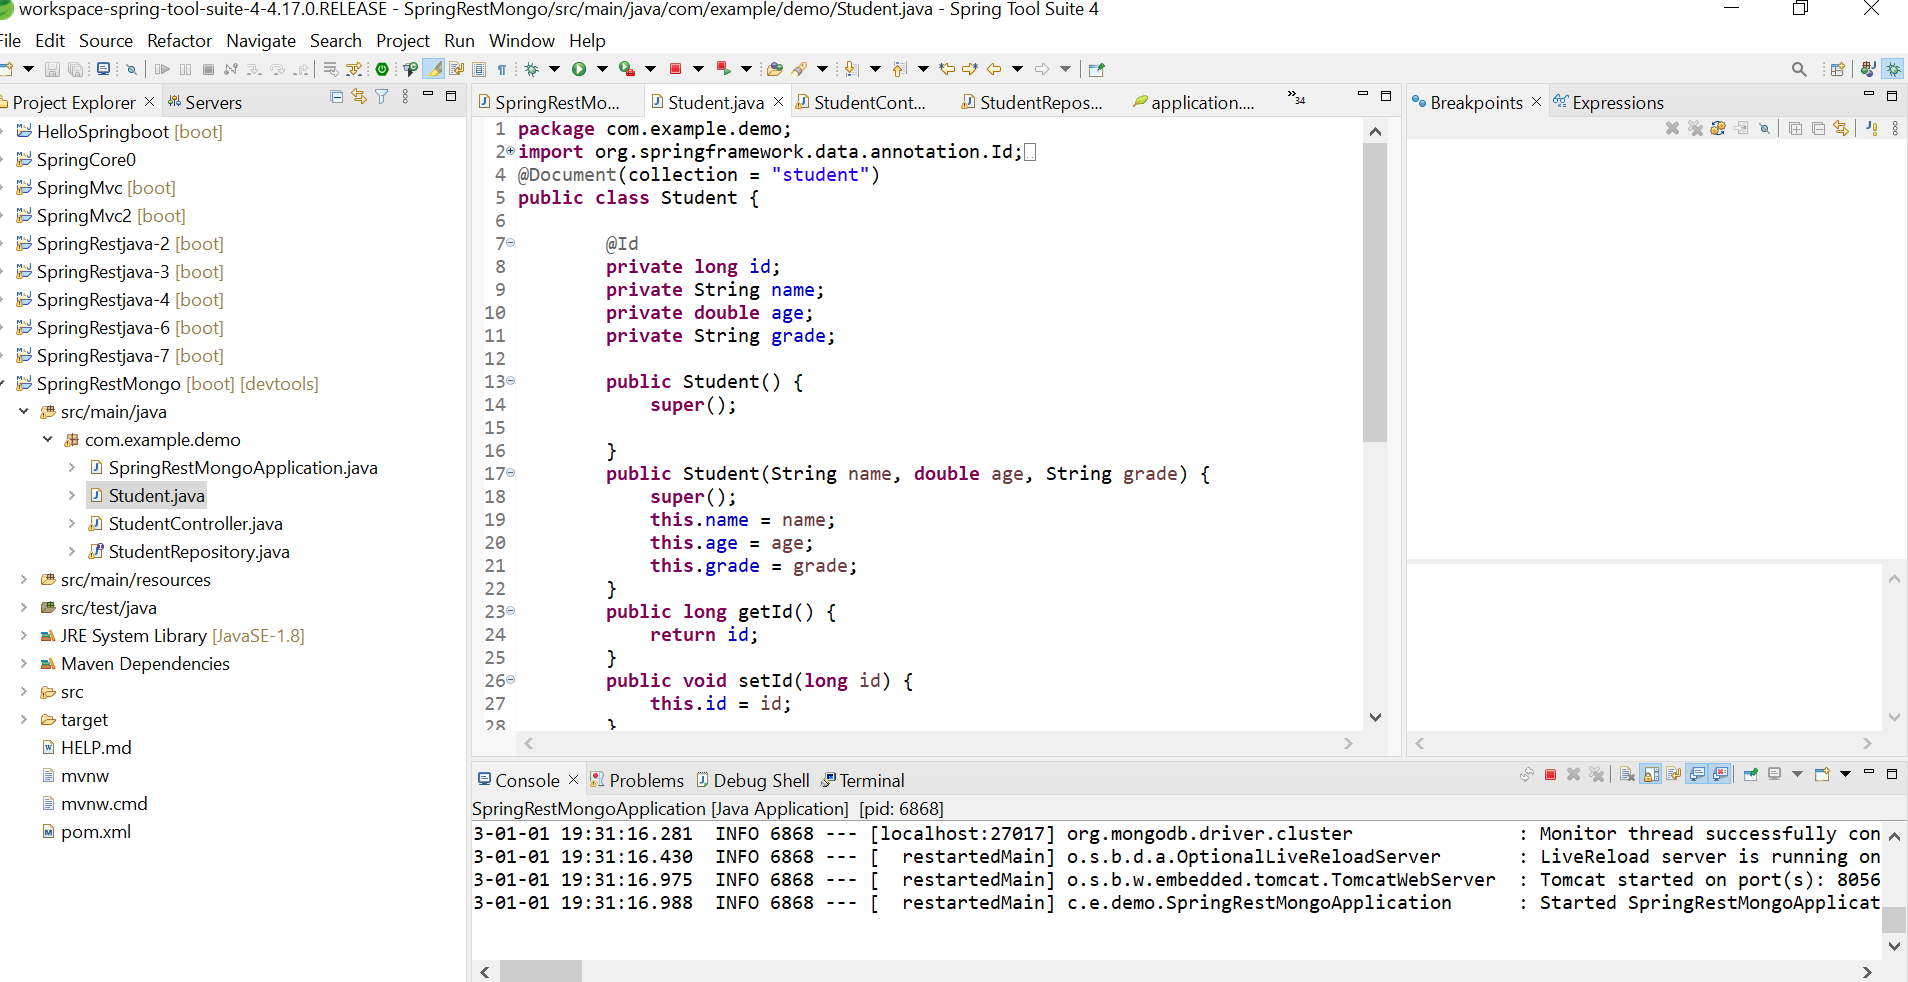 workspace-spring-tool-suite-4-4.17.0.RELEASE - SpringRestMongo/src/main/java/com/example/demo/Student.java - Spring Tool Suite 4
File Edit Source Refactor Navigate Search Project Run Window Help
Project Explorer
Servers
HelloSpringboot [boot]
SpringCore0
SpringMvc [boot]
SpringMvc2 [boot]
SpringRestjava-2 [boot]
SpringRestjava-3 [boot]
SpringRestjava-4 [boot]
SpringRestjava-6 [boot]
SpringRestjava-7 [boot]
SpringRestMongo [boot] [devtools]
src/main/java
com.example.demo
SpringRestMongoApplication.java
Student.java
StudentController.java
StudentRepository.java
src/main/resources
src/test/java
JRE System Library [JavaSE-1.8]
Maven Dependencies
src
target
HELP.md
mvnw
mvnw.cmd
pom.xml
SpringRestMo... Student.java StudentCont... StudentRepos... application.... »34
1 package com.example.demo;
2 import org.springframework.data.annotation.Id;
4 @Document(collection = "student")
5 public class Student {
6
7 @Id
8 private long id;
9 private String name;
10 private double age;
11 private String grade;
12
13 public Student() {
14 super();
15
16 }
17 public Student(String name, double age, String grade) {
18 super();
19 this.name = name;
20 this.age = age;
21 this.grade = grade;
22 }
23 public long getId() {
24 return id;
25 }
26 public void setId(long id) {
27 this.id = id;
28 }
Breakpoints Expressions
Console Problems Debug Shell Terminal
SpringRestMongoApplication [Java Application] [pid: 6868]
3-01-01 19:31:16.281 INFO 6868 --- [localhost:27017] org.mongodb.driver.cluster : Monitor thread successfully con
3-01-01 19:31:16.430 INFO 6868 --- [ restartedMain] o.s.b.d.a.OptionalLiveReloadServer : LiveReload server is running on
3-01-01 19:31:16.975 INFO 6868 --- [ restartedMain] o.s.b.w.embedded.tomcat.TomcatWebServer : Tomcat started on port(s): 8056
3-01-01 19:31:16.988 INFO 6868 --- [ restartedMain] c.e.demo.SpringRestMongoApplication : Started SpringRestMongoApplicat